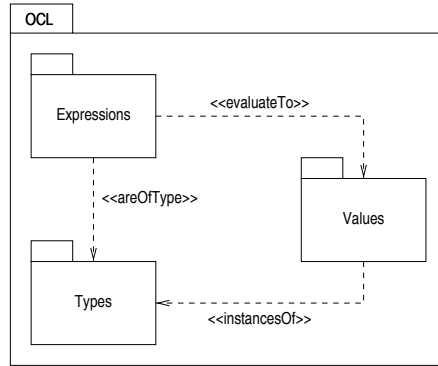 OCL
Expressions
<<evaluateTo>>
<<areOfType>>
Values
Types
<<instancesOf>>